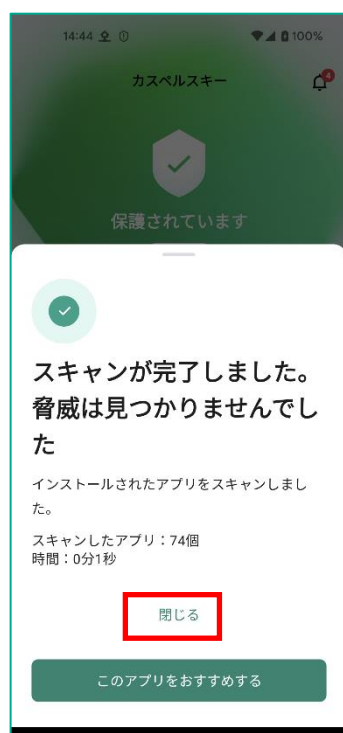 14:44 100%
カスペルスキー
4
保護されています
スキャンが完了しました。
脅威は見つかりませんでし
た
インストールされたアプリをスキャンしまし
た。
スキャンしたアプリ：74個
時間：0分1秒
閉じる
このアプリをおすすめする